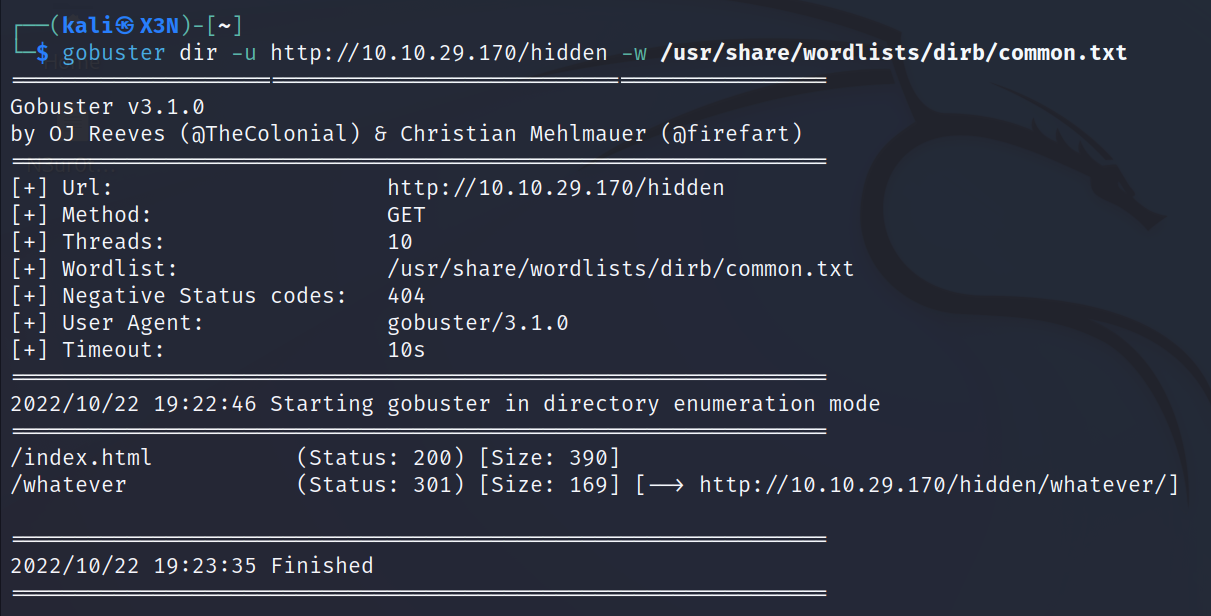 ┌──(kali㉿X3N)-[~]
└─$ gobuster dir -u http://10.10.29.170/hidden -w /usr/share/wordlists/dirb/common.txt
===============================================================
Gobuster v3.1.0
by OJ Reeves (@TheColonial) & Christian Mehlmauer (@firefart)
===============================================================
[+] Url:                     http://10.10.29.170/hidden
[+] Method:                  GET
[+] Threads:                 10
[+] Wordlist:                /usr/share/wordlists/dirb/common.txt
[+] Negative Status codes:   404
[+] User Agent:              gobuster/3.1.0
[+] Timeout:                 10s
===============================================================
2022/10/22 19:22:46 Starting gobuster in directory enumeration mode
===============================================================
/index.html           (Status: 200) [Size: 390]
/whatever             (Status: 301) [Size: 169] [--> http://10.10.29.170/hidden/whatever/]
===============================================================
2022/10/22 19:23:35 Finished
===============================================================